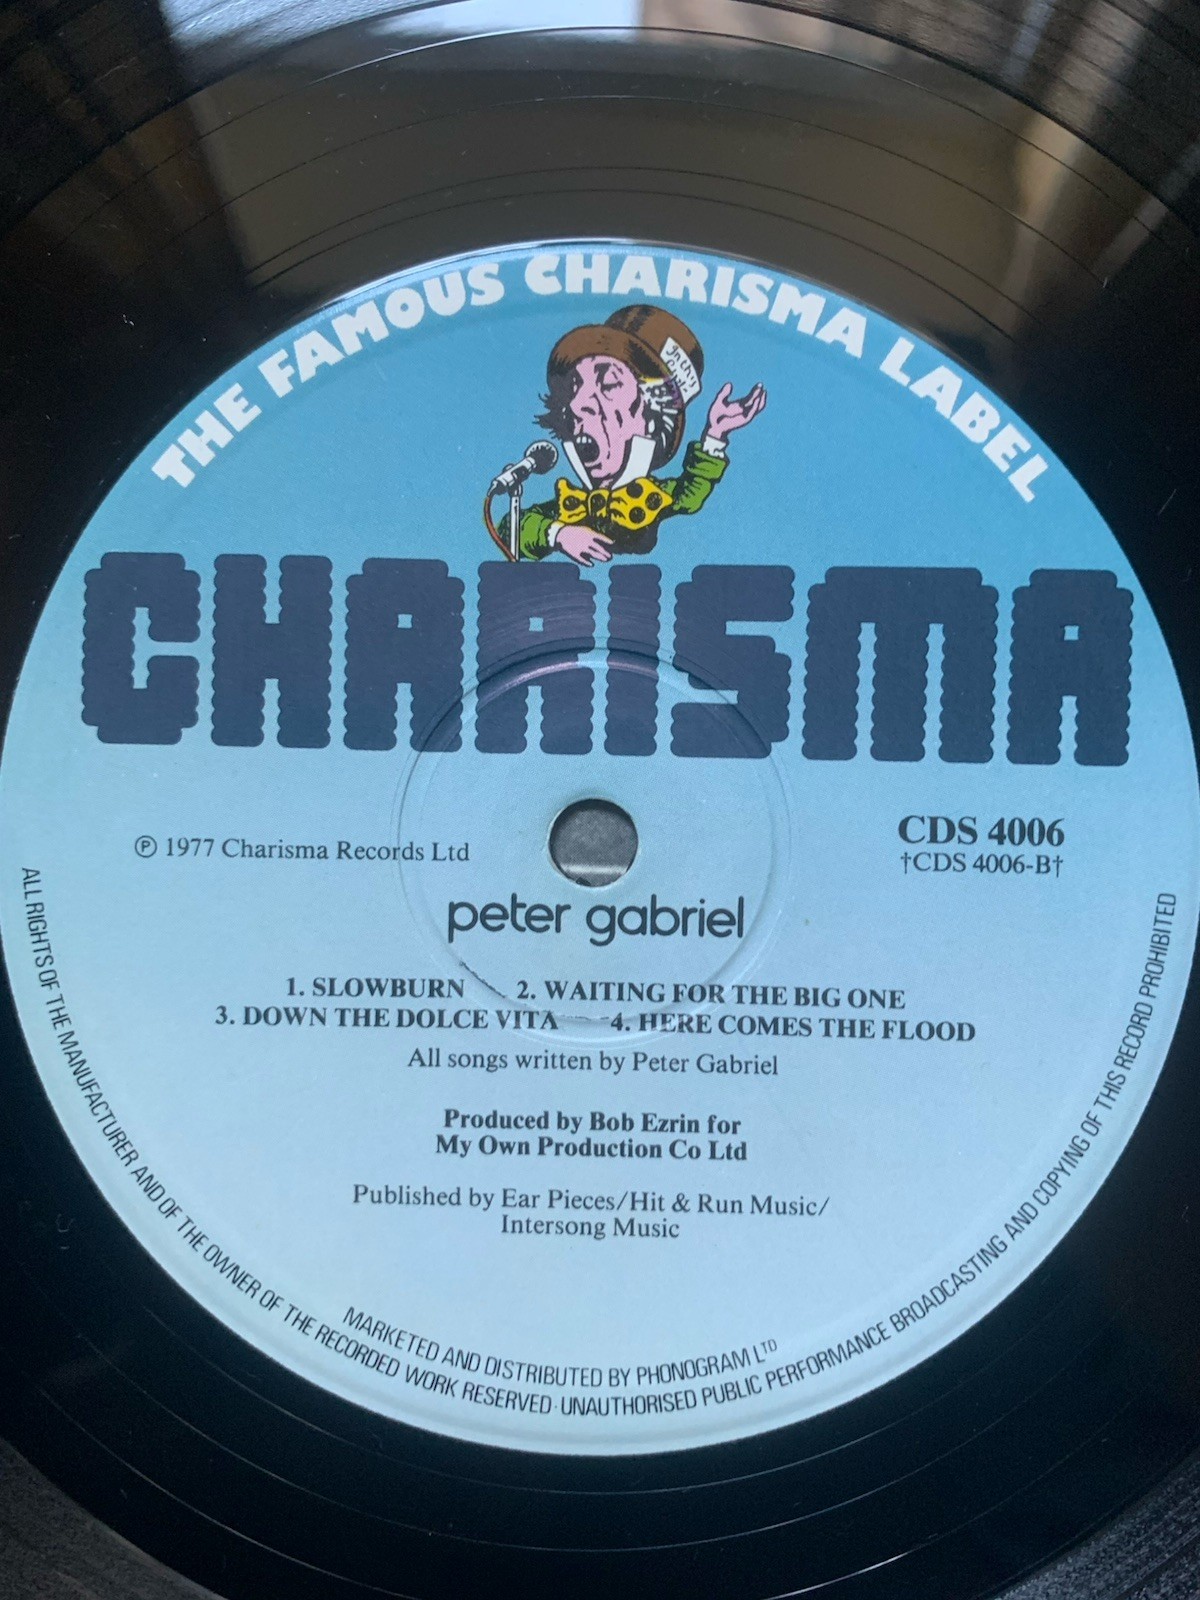 THE FAMOUS CHARISMA LABEL
In this
CHARISMA
℗ 1977 Charisma Records Ltd
CDS 4006
†CDS 4006-B†
peter gabriel
1. SLOWBURN 2. WAITING FOR THE BIG ONE
3. DOWN THE DOLCE VITA 4. HERE COMES THE FLOOD
All songs written by Peter Gabriel
Produced by Bob Ezrin for
My Own Production Co Ltd
Published by Ear Pieces/Hit & Run Music/
Intersong Music
MARKETED AND DISTRIBUTED BY PHONOGRAM LTD
ALL RIGHTS OF THE MANUFACTURER AND OF THE OWNER OF THE RECORDED WORK RESERVED · UNAUTHORISED PUBLIC PERFORMANCE BROADCASTING AND COPYING OF THIS RECORD PROHIBITED